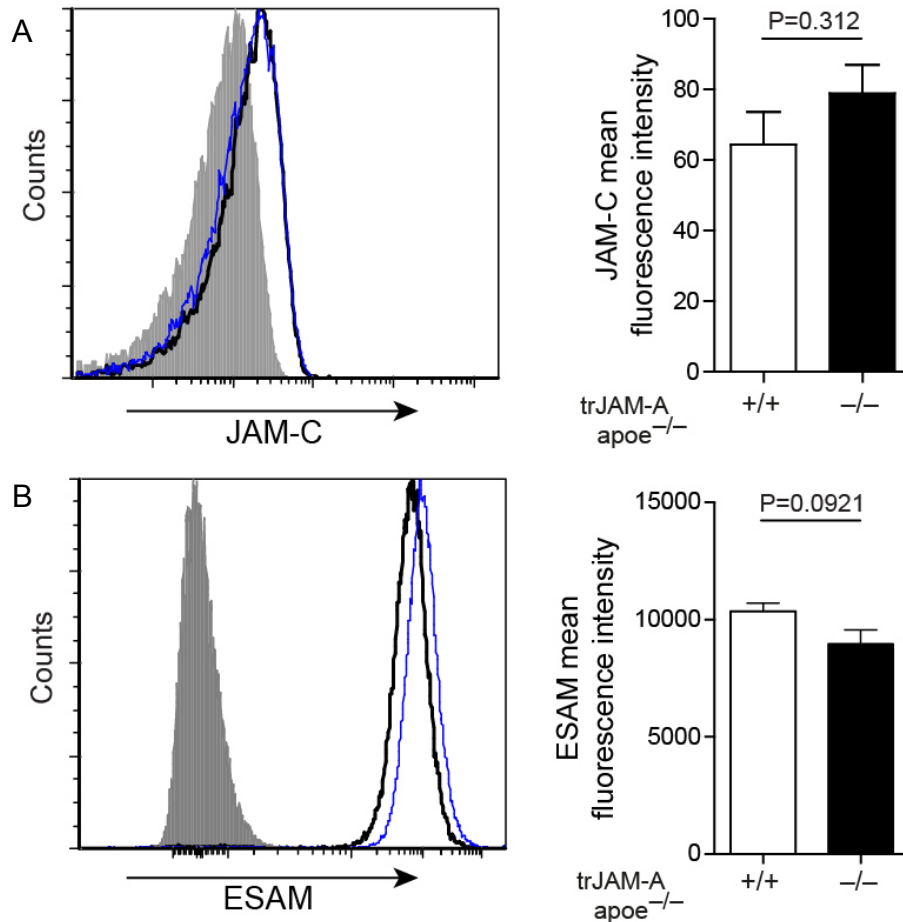 A
Counts
JAM-C
JAM-C mean
fluorescence intensity
100
80
60
40
20
0
P=0.312
trJAM-A +/+ –/–
apoe–/–
B
Counts
ESAM
ESAM mean
fluorescence intensity
15000
10000
5000
0
P=0.0921
trJAM-A +/+ –/–
apoe–/–